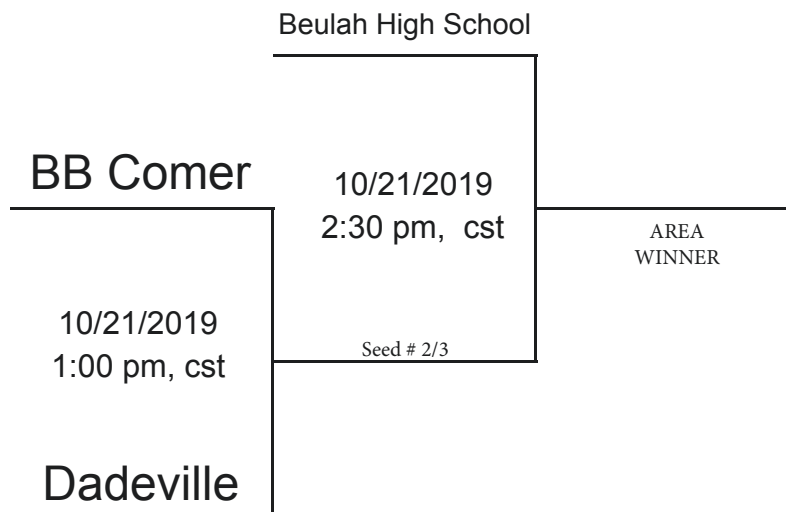 Beulah High School
BB Comer
10/21/2019
2:30 pm, cst
AREA
WINNER
10/21/2019
1:00 pm, cst
Seed # 2/3
Dadeville